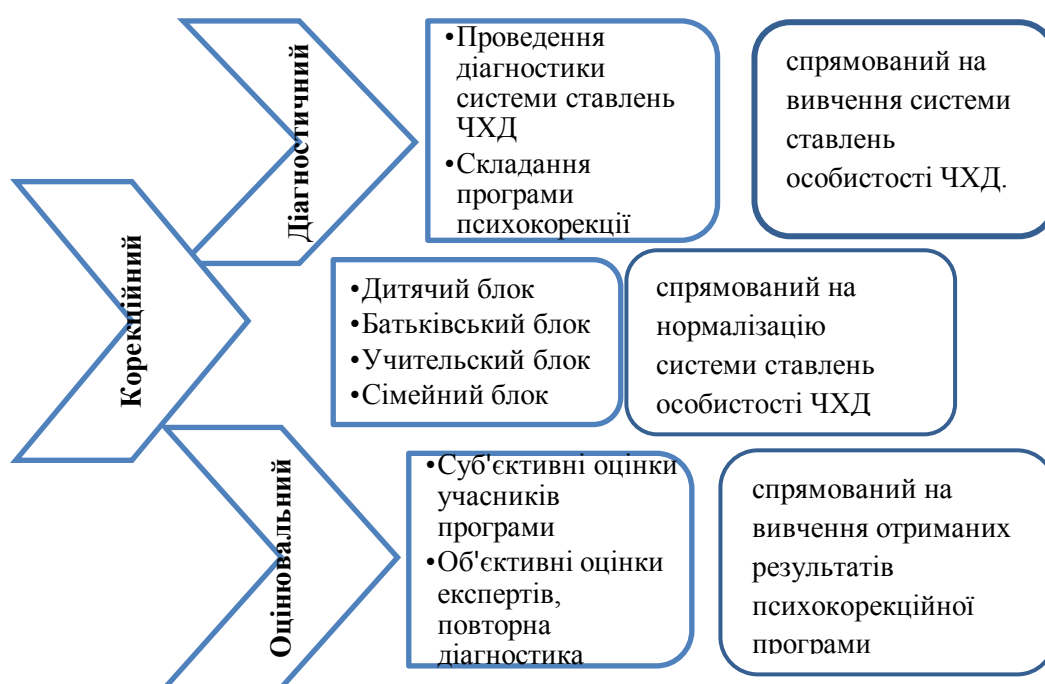 Діагностичний
•Проведення
діагностики
системи ставлень
ЧХД
•Складання
програми
психокорекції
спрямований на
вивчення системи
ставлень
особистості ЧХД.
Корекційний
•Дитячий блок
•Батьківський блок
•Учительский блок
•Сімейний блок
спрямований на
нормалізацію
системи ставлень
особистості ЧХД
Оцінювальний
•Суб'єктивні оцінки
учасників
програми
•Об'єктивні оцінки
експертів,
повторна
діагностика
спрямований на
вивчення отриманих
результатів
психокорекційної
програми